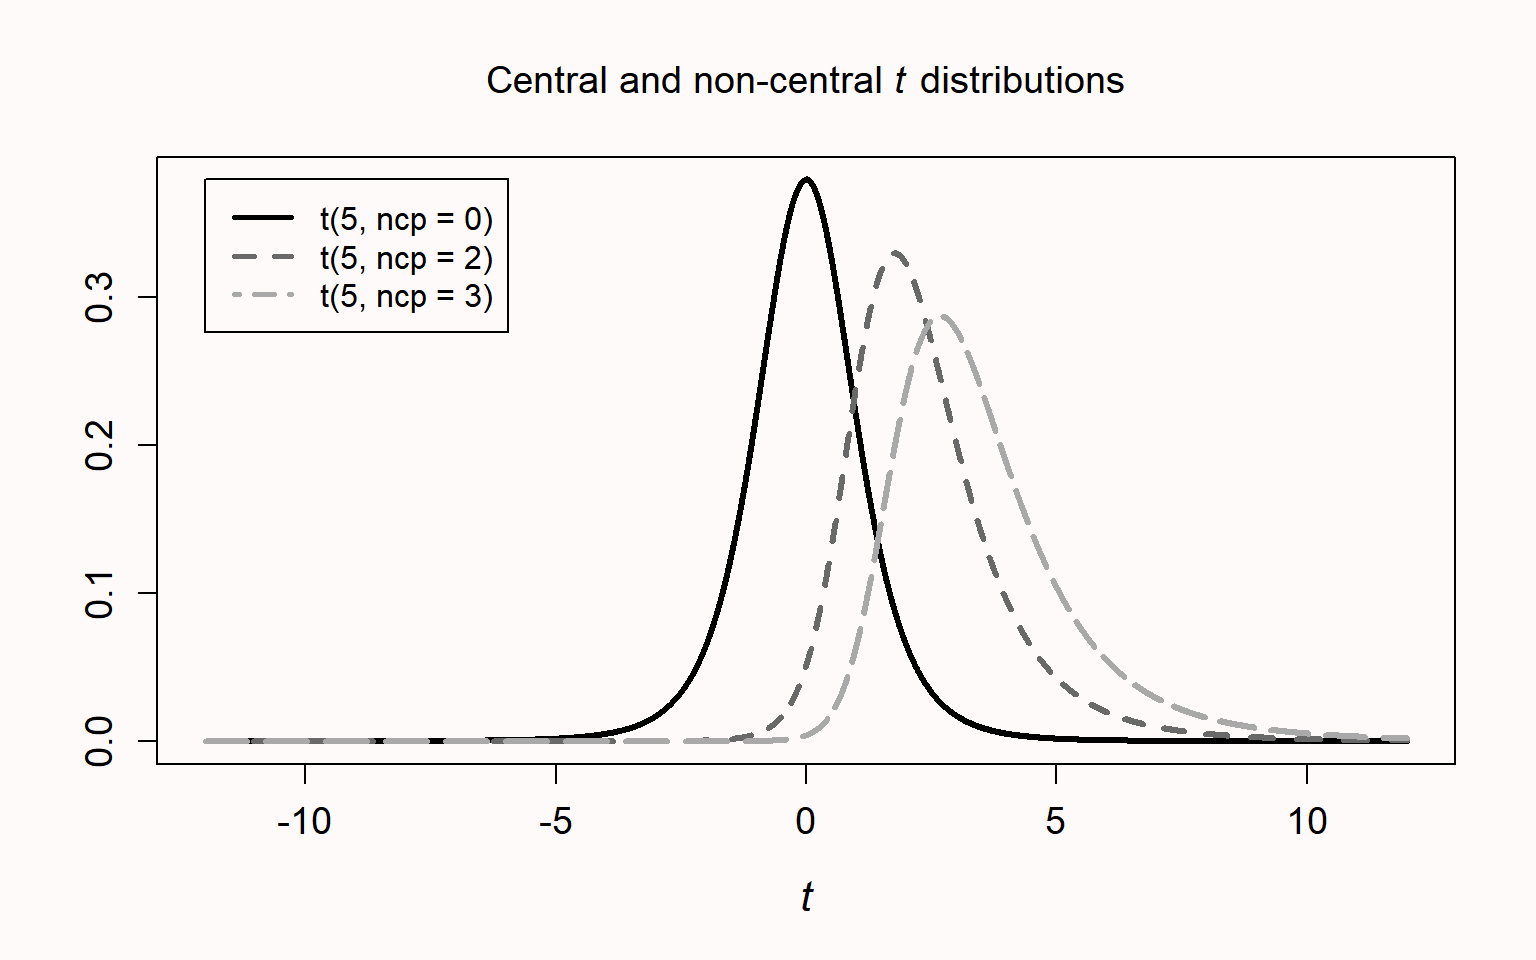 Central and non-central t distributions
t(5, ncp = 0)
t(5, ncp = 2)
t(5, ncp = 3)
0.3
0.2
0.1
0.0
-10 -5 0 5 10
t